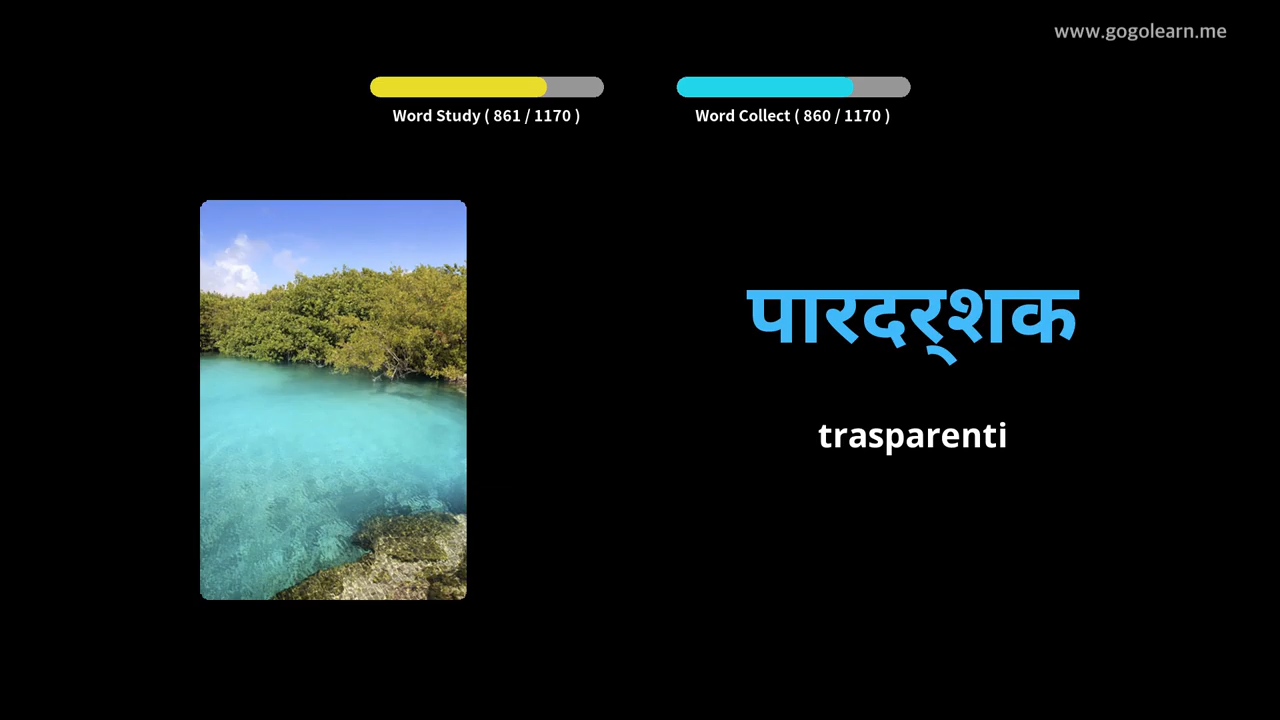 www.gogolearn.me
Word Study ( 861 / 1170 )
Word Collect ( 860 / 1170 )
पारदर्‌शक
trasparenti